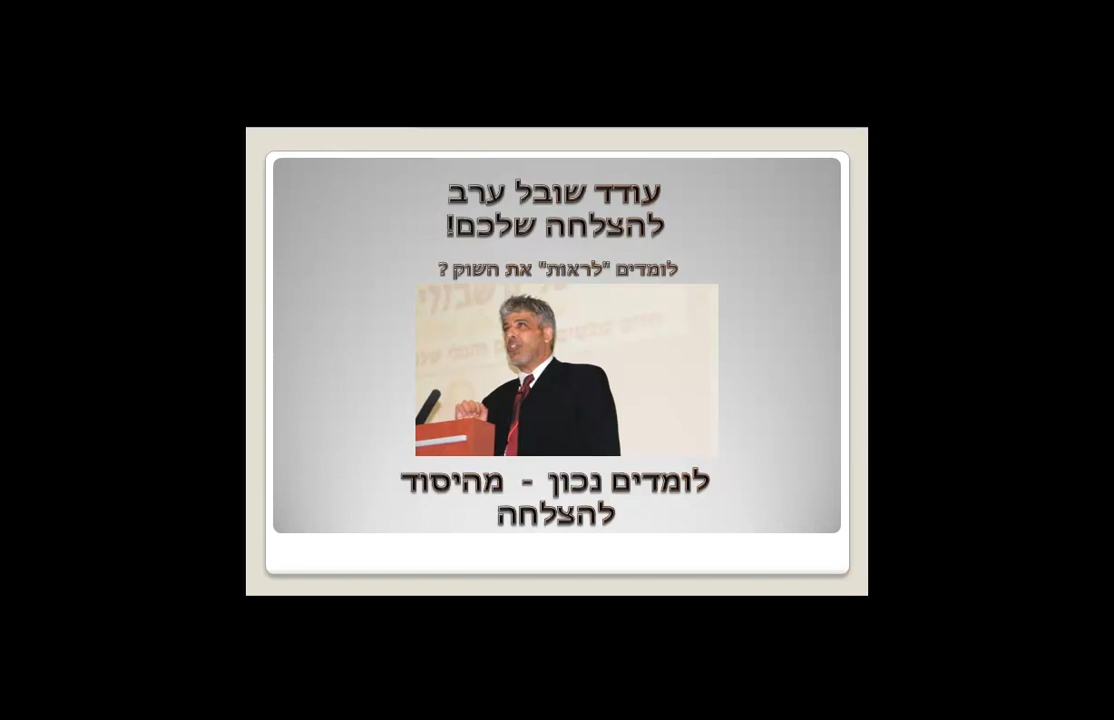 עודד שובל ערב
להצלחה שלכם!
לומדים "לראות" את השוק ?
לומדים נכון - מהיסוד
להצלחה